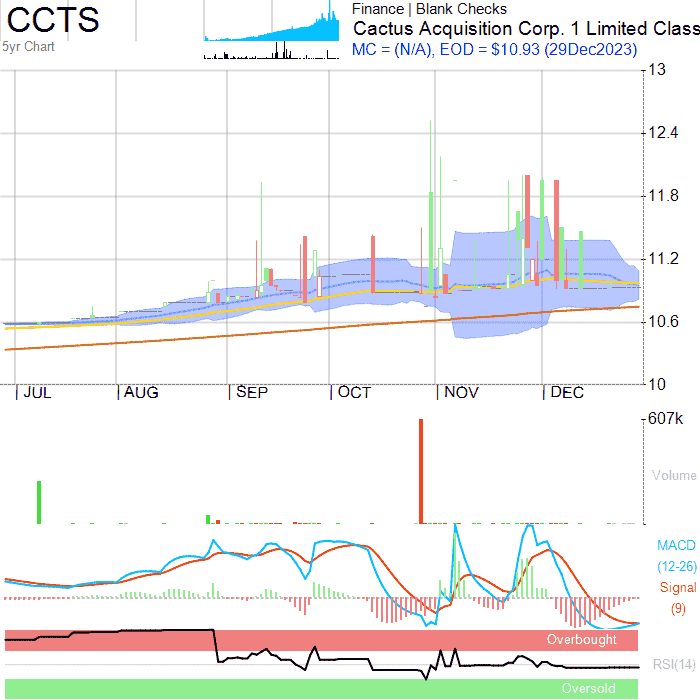 CCTS
5yr Chart
Finance | Blank Checks
Cactus Acquisition Corp. 1 Limited Class
MC = (N/A), EOD = $10.93 (29Dec2023)
13
12.4
11.8
11.2
10.6
10
JUL AUG SEP OCT NOV DEC
607k
Volume
MACD
(12-26)
Signal
(9)
Overbought
RSI(14)
Oversold